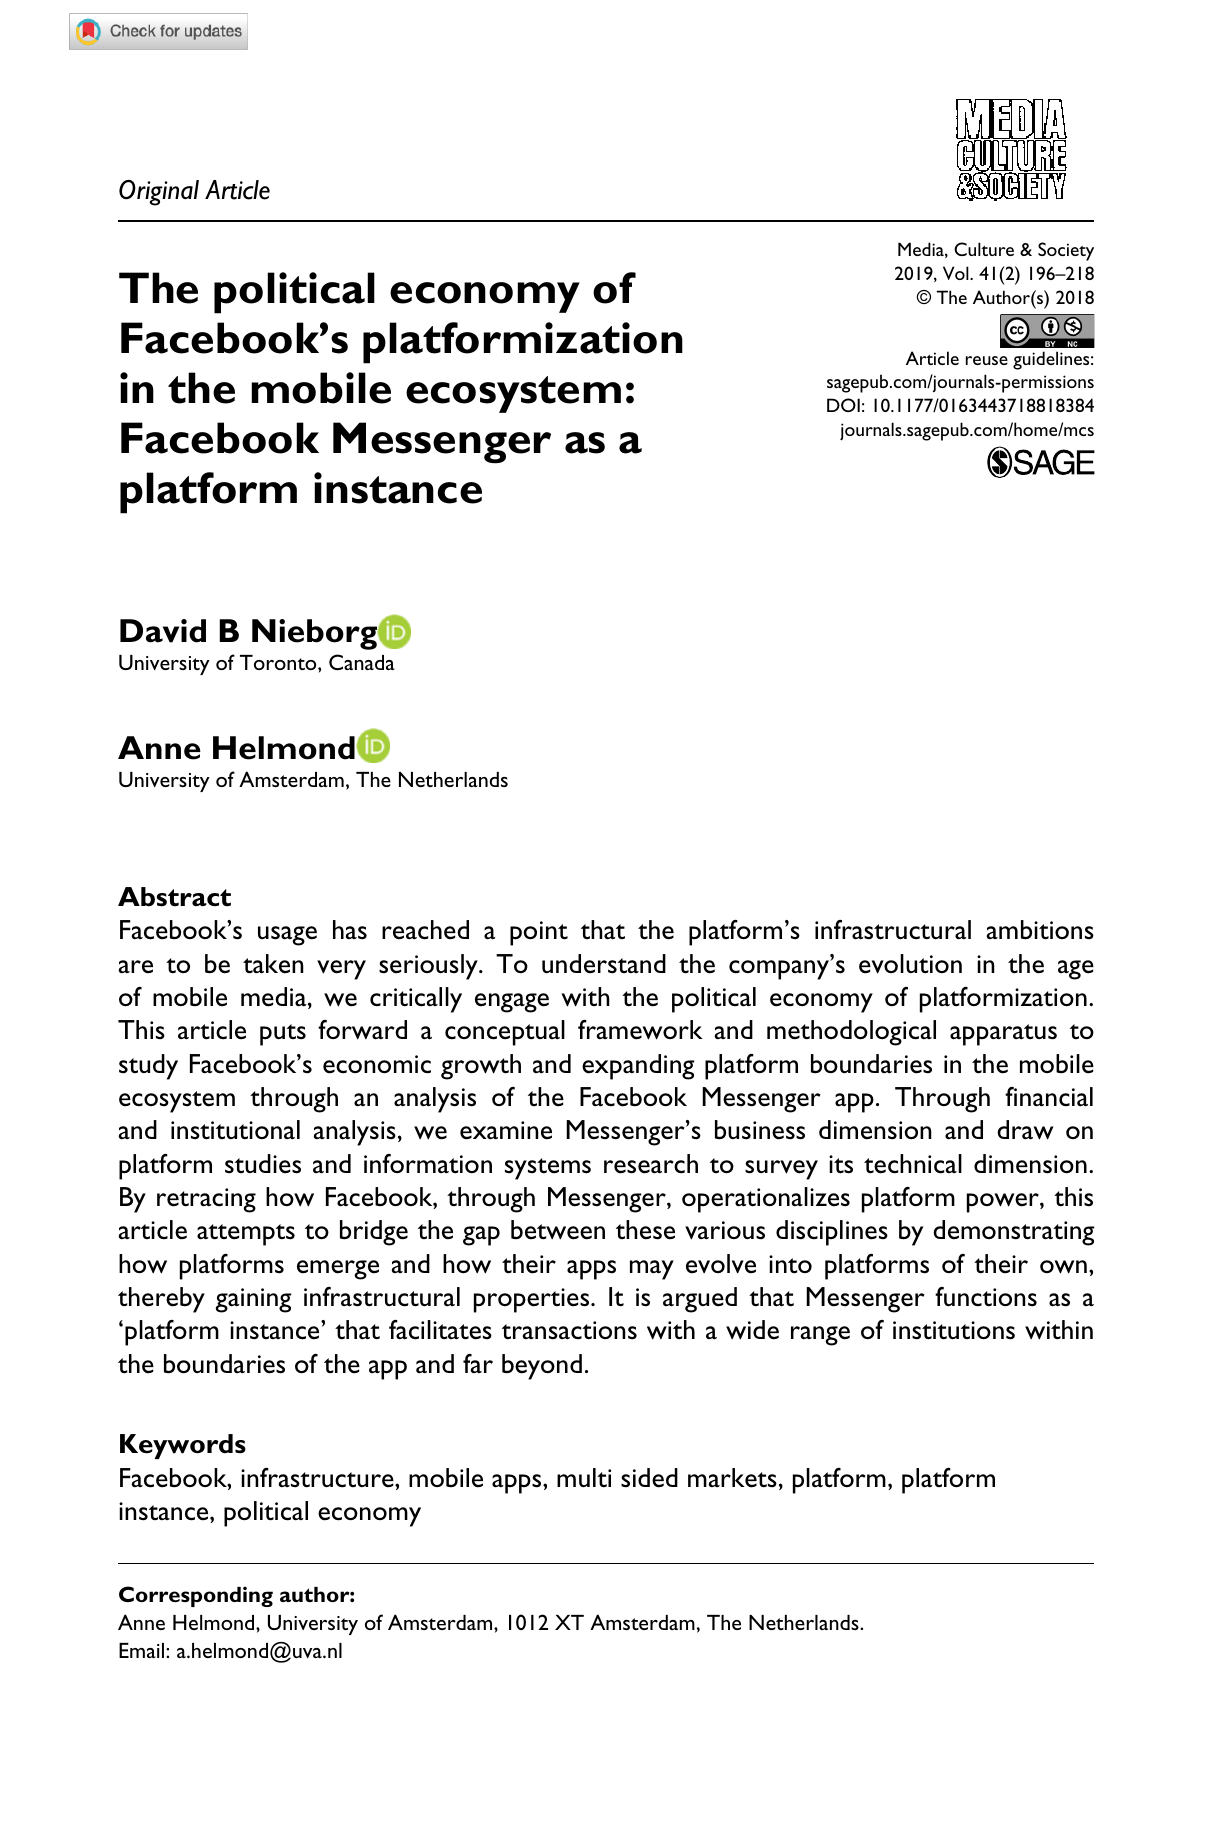 Check for updates
MEDIA
CULTURE
&SOCIETY
Original Article
Media, Culture & Society
2019, Vol. 41(2) 196–218
© The Author(s) 2018
cc BY NC
Article reuse guidelines:
sagepub.com/journals-permissions
DOI: 10.1177/0163443718818384
journals.sagepub.com/home/mcs
SAGE
The political economy of
Facebook’s platformization
in the mobile ecosystem:
Facebook Messenger as a
platform instance
David B Nieborg iD
University of Toronto, Canada
Anne Helmond iD
University of Amsterdam, The Netherlands
Abstract
Facebook’s usage has reached a point that the platform’s infrastructural ambitions
are to be taken very seriously. To understand the company’s evolution in the age
of mobile media, we critically engage with the political economy of platformization.
This article puts forward a conceptual framework and methodological apparatus to
study Facebook’s economic growth and expanding platform boundaries in the mobile
ecosystem through an analysis of the Facebook Messenger app. Through financial
and institutional analysis, we examine Messenger’s business dimension and draw on
platform studies and information systems research to survey its technical dimension.
By retracing how Facebook, through Messenger, operationalizes platform power, this
article attempts to bridge the gap between these various disciplines by demonstrating
how platforms emerge and how their apps may evolve into platforms of their own,
thereby gaining infrastructural properties. It is argued that Messenger functions as a
‘platform instance’ that facilitates transactions with a wide range of institutions within
the boundaries of the app and far beyond.
Keywords
Facebook, infrastructure, mobile apps, multi sided markets, platform, platform
instance, political economy
Corresponding author:
Anne Helmond, University of Amsterdam, 1012 XT Amsterdam, The Netherlands.
Email: a.helmond@uva.nl